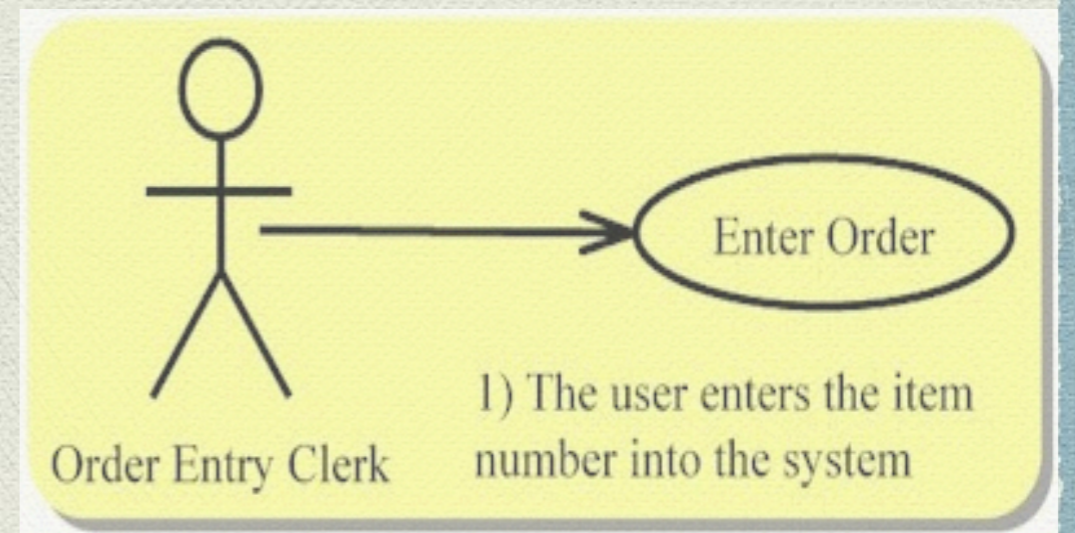 Enter Order
1) The user enters the item
number into the system
Order Entry Clerk